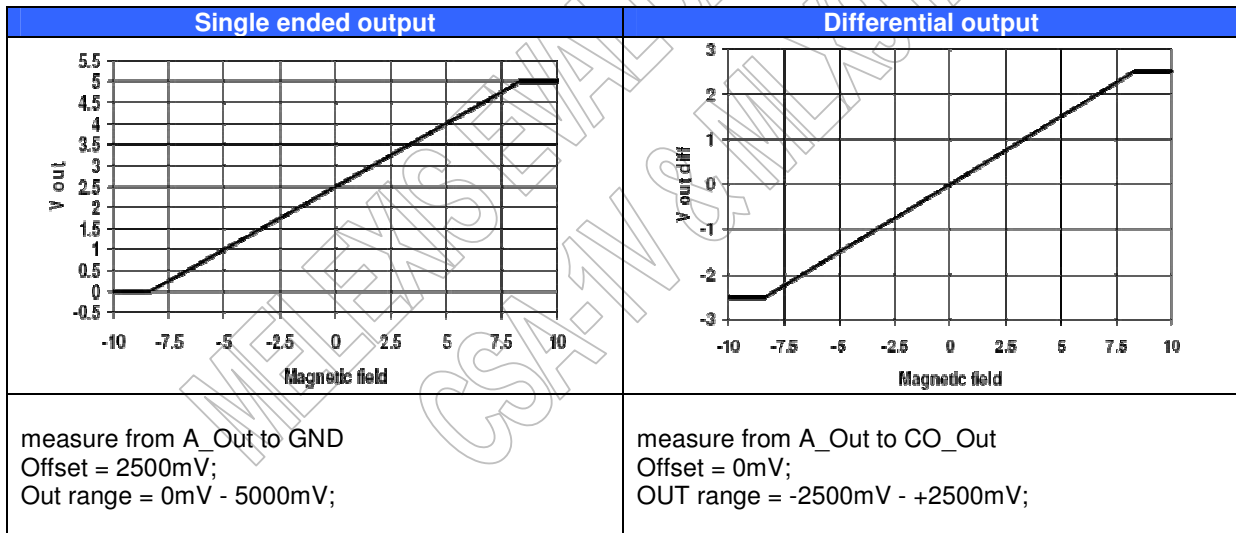 Single ended output
Differential output
5.5
5
4.5
4
3.5
3
2.5
2
1.5
1
0.5
0
-0.5
V out
-10 -7.5 -5 -2.5 0 2.5 5 7.5 10
Magnetic field
3
2
1
0
-1
-2
-3
V out diff
-10 -7.5 -5 -2.5 0 2.5 5 7.5 10
Magnetic field
measure from A_Out to GND
Offset = 2500mV;
Out range = 0mV - 5000mV;
measure from A_Out to CO_Out
Offset = 0mV;
OUT range = -2500mV - +2500mV;
MELEXIS
CSA-1V &